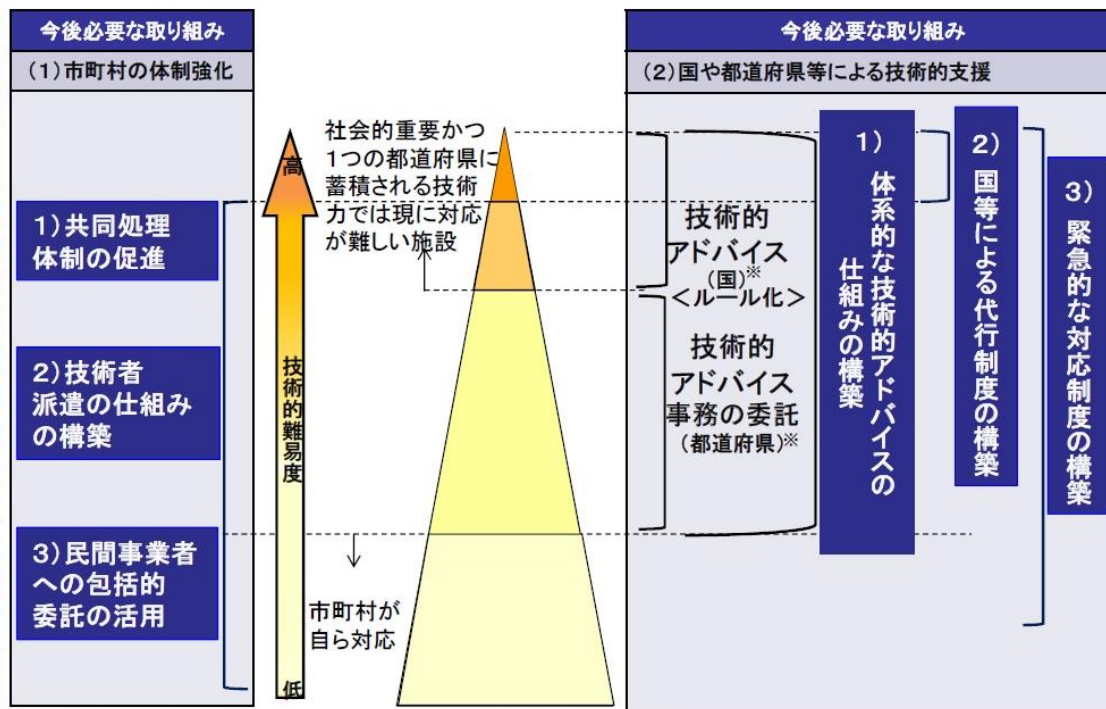 今後必要な取り組み
(1)市町村の体制強化
1)共同処理
体制の促進
2)技術者
派遣の仕組み
の構築
3)民間事業者
への包括的
委託の活用
高
技術的難易度
低
社会的重要かつ
1つの都道府県に
蓄積される技術
力では現に対応
が難しい施設
市町村が
自ら対応
今後必要な取り組み
(2)国や都道府県等による技術的支援
技術的
アドバイス
(国)※
<ルール化>
技術的
アドバイス
事務の委託
(都道府県)※
1) 体系的な技術的アドバイスの
仕組みの構築
2) 国等による代行制度の構築
3) 緊急的な対応制度の構築